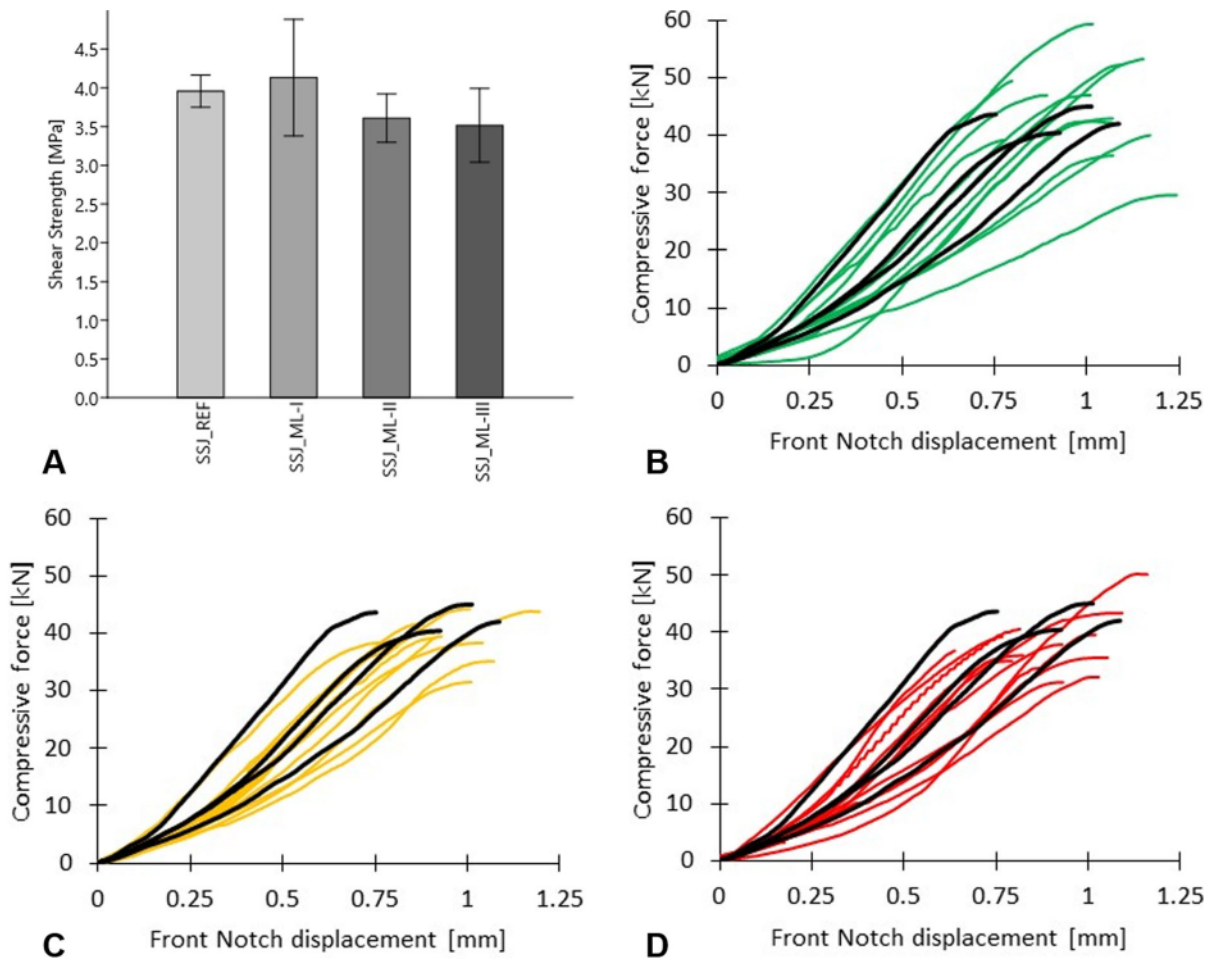 Shear Strength [MPa]
4.5
4.0
3.5
3.0
2.5
2.0
1.5
1.0
0.5
0.0
SSJ_REF
SSJ_ML-I
SSJ_ML-II
SSJ_ML-III
A
Compressive force [kN]
60
50
40
30
20
10
0
0 0.25 0.5 0.75 1 1.25
Front Notch displacement [mm]
B
Compressive force [kN]
60
50
40
30
20
10
0
0 0.25 0.5 0.75 1 1.25
Front Notch displacement [mm]
C
Compressive force [kN]
60
50
40
30
20
10
0
0 0.25 0.5 0.75 1 1.25
Front Notch displacement [mm]
D